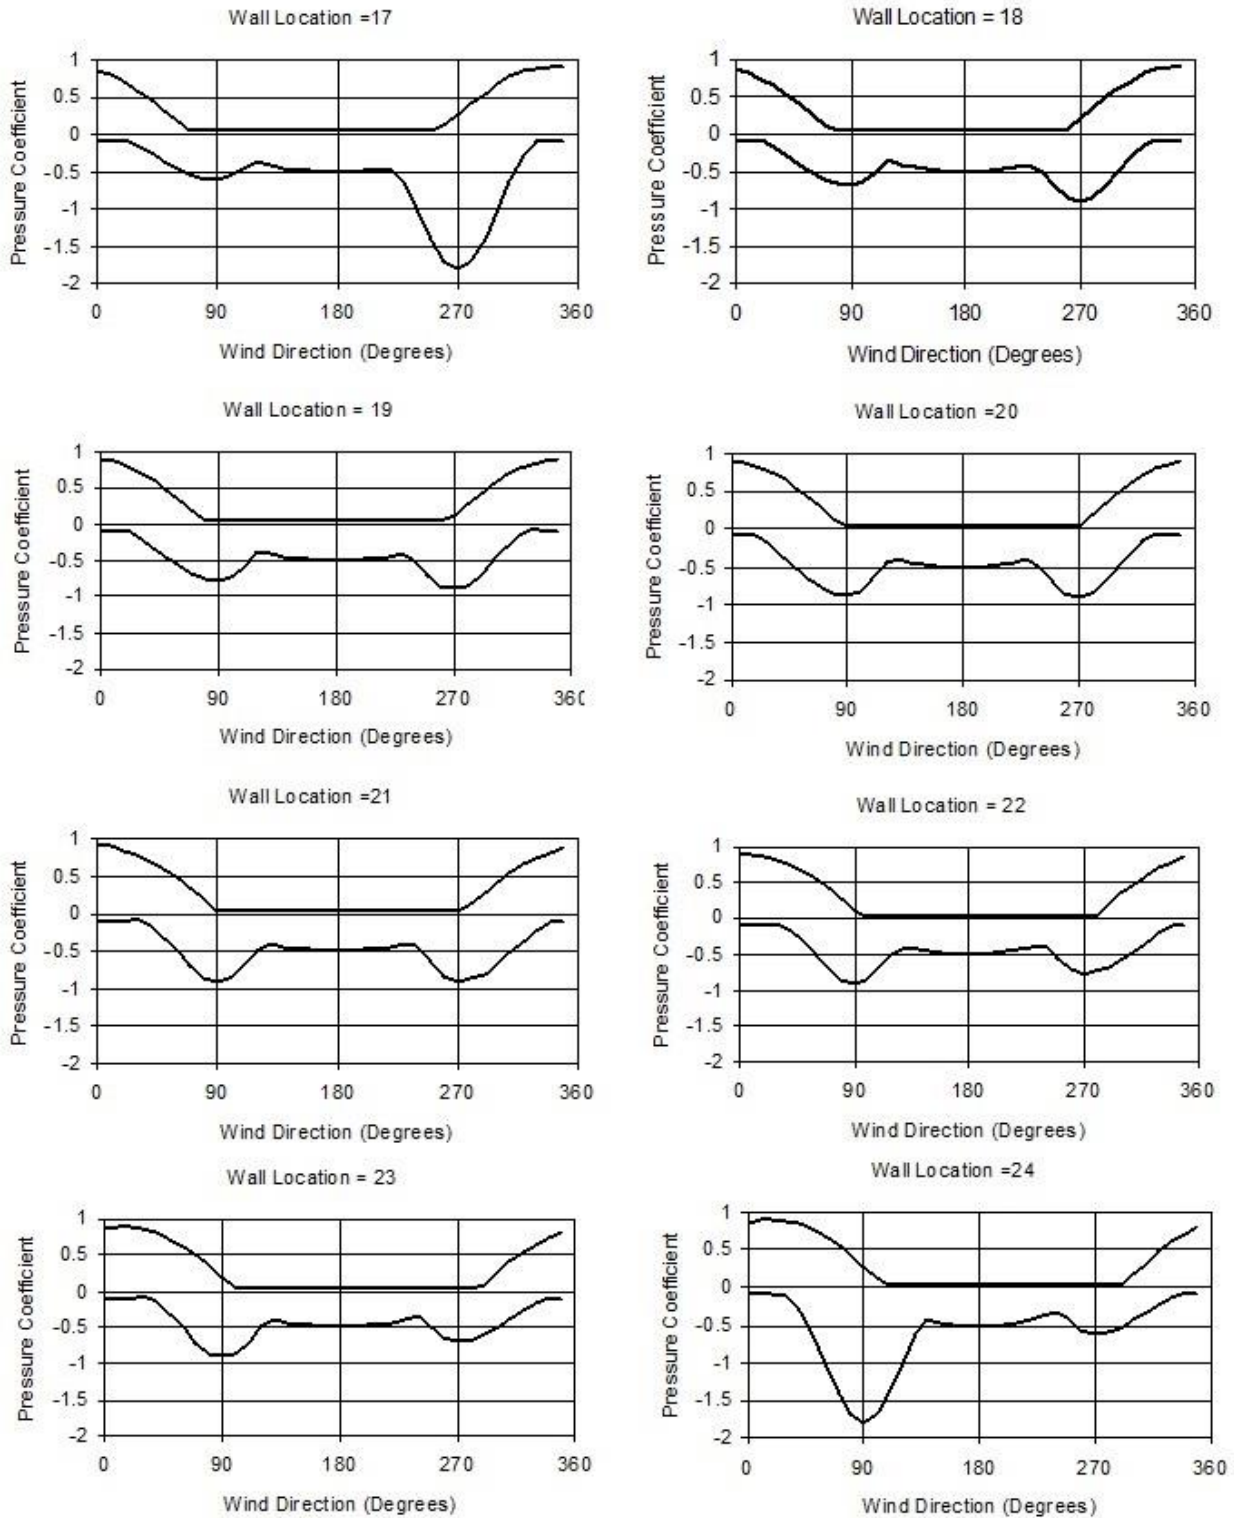 Wall Location =17
Pressure Coefficient
1
0.5
0
-0.5
-1
-1.5
-2
0 90 180 270 360
Wind Direction (Degrees)
Wall Location = 18
Pressure Coefficient
1
0.5
0
-0.5
-1
-1.5
-2
0 90 180 270 360
Wind Direction (Degrees)
Wall Location = 19
Pressure Coefficient
1
0.5
0
-0.5
-1
-1.5
-2
0 90 180 270 360
Wind Direction (Degrees)
Wall Location =20
Pressure Coefficient
1
0.5
0
-0.5
-1
-1.5
-2
0 90 180 270 360
Wind Direction (Degrees)
Wall Location =21
Pressure Coefficient
1
0.5
0
-0.5
-1
-1.5
-2
0 90 180 270 360
Wind Direction (Degrees)
Wall Location = 22
Pressure Coefficient
1
0.5
0
-0.5
-1
-1.5
-2
0 90 180 270 360
Wind Direction (Degrees)
Wall Location = 23
Pressure Coefficient
1
0.5
0
-0.5
-1
-1.5
-2
0 90 180 270 360
Wind Direction (Degrees)
Wall Location =24
Pressure Coefficient
1
0.5
0
-0.5
-1
-1.5
-2
0 90 180 270 360
Wind Direction (Degrees)